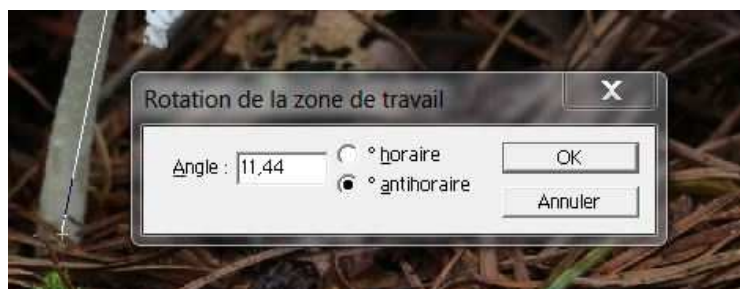 Rotation de la zone de travail
X
Angle : 11,44
° horaire
° antihoraire
OK
Annuler